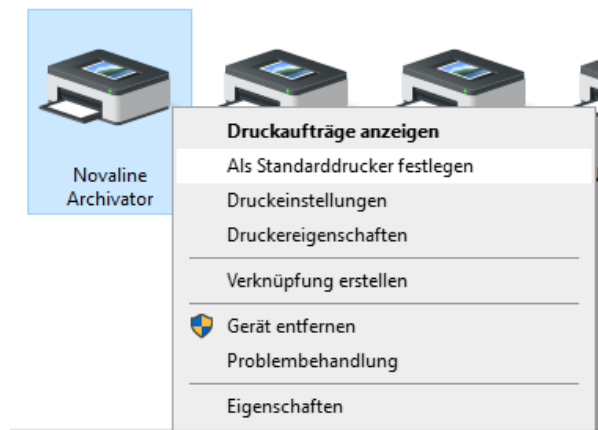 Novaline
Archivator
Druckaufträge anzeigen
Als Standarddrucker festlegen
Druckeinstellungen
Druckereigenschaften
Verknüpfung erstellen
Gerät entfernen
Problembehandlung
Eigenschaften